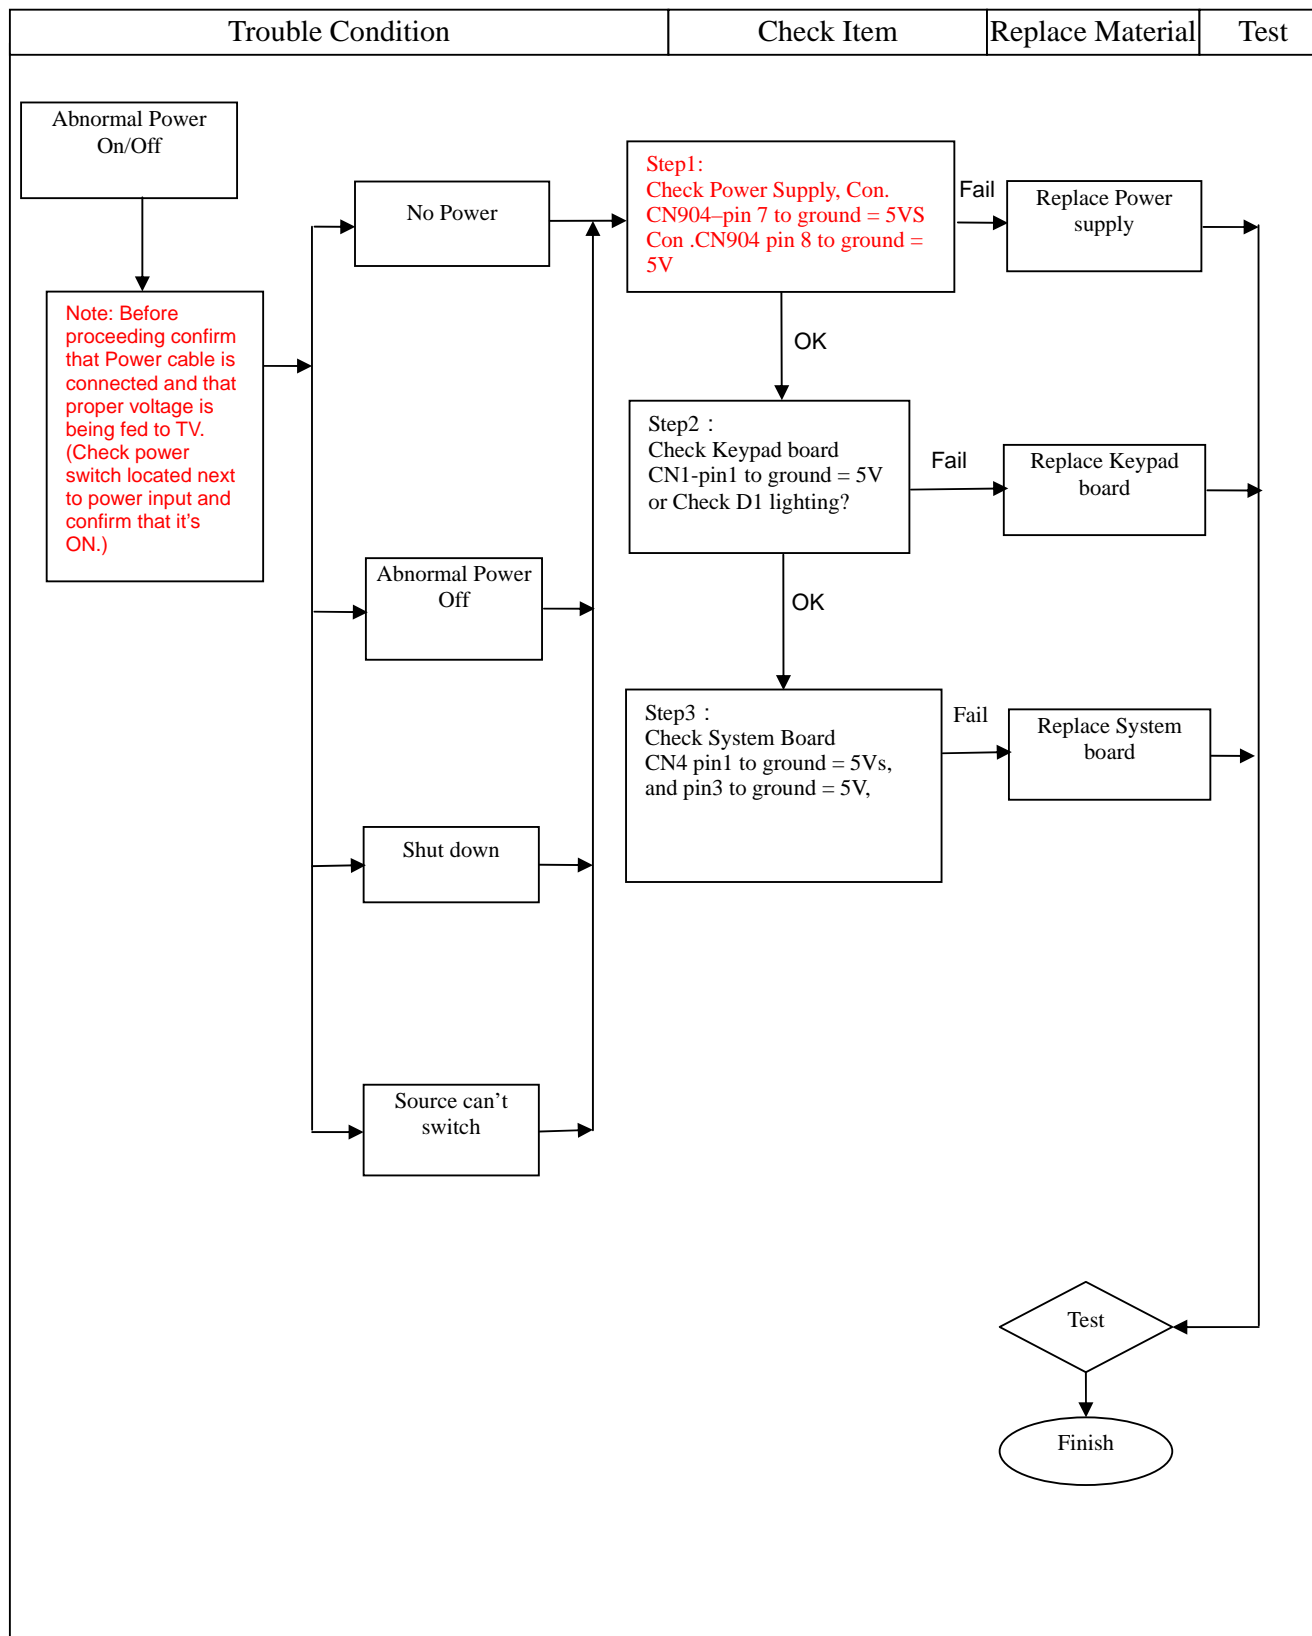 Trouble Condition
Check Item
Replace Material
Test
Abnormal Power
On/Off
Note: Before
proceeding confirm
that Power cable is
connected and that
proper voltage is
being fed to TV.
(Check power
switch located next
to power input and
confirm that it's
ON.)
No Power
Abnormal Power
Off
Shut down
Source can't
switch
Step1:
Check Power Supply, Con.
CN904–pin 7 to ground = 5VS
Con .CN904 pin 8 to ground =
5V
Fail
Replace Power
supply
OK
Step2：
Check Keypad board
CN1-pin1 to ground = 5V
or Check D1 lighting?
Fail
Replace Keypad
board
OK
Step3：
Check System Board
CN4 pin1 to ground = 5Vs,
and pin3 to ground = 5V,
Fail
Replace System
board
Test
Finish